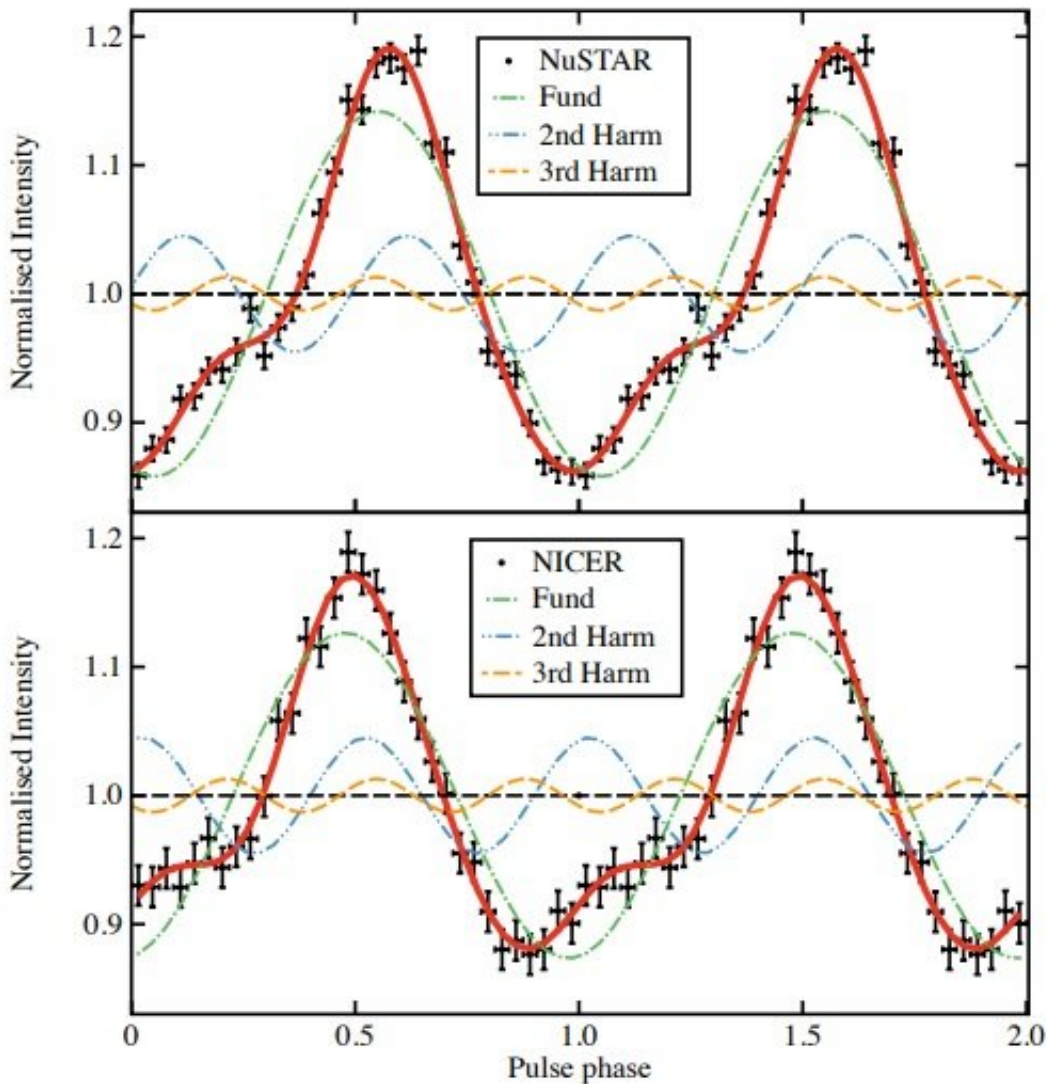 1.2
1.1
1.0
0.9
Normalised Intensity
NuSTAR
Fund
2nd Harm
3rd Harm
1.2
1.1
1.0
0.9
Normalised Intensity
NICER
Fund
2nd Harm
3rd Harm
0 0.5 1.0 1.5 2.0
Pulse phase